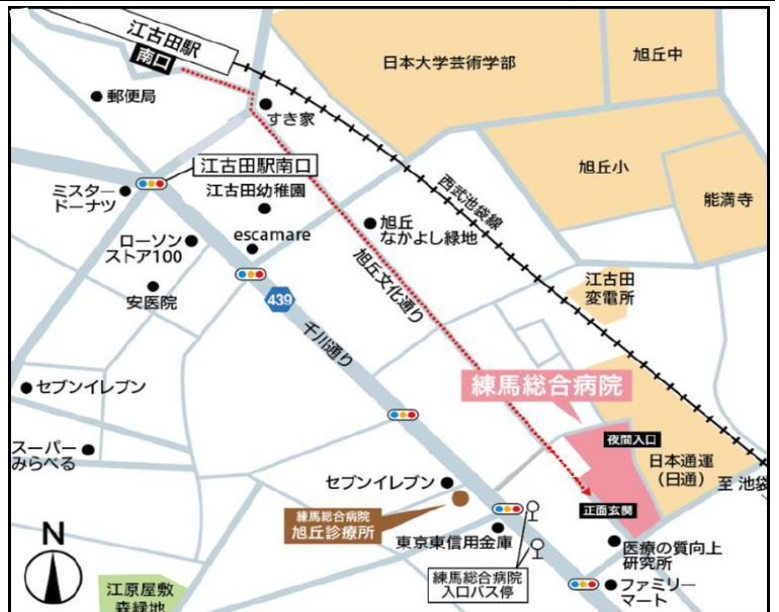 江古田駅
南口
日本大学芸術学部
旭丘中
郵便局
すき家
江古田駅南口
旭丘小
ミスター
ドーナツ
江古田幼稚園
西武池袋線
能満寺
ローソン
ストア100
escamare
旭丘
なかよし緑地
安医院
439
旭丘文化通り
江古田
変電所
千川通り
セブンイレブン
練馬総合病院
夜間入口
スーパー
みらべる
日本通運
(日通)
至 池袋
セブンイレブン
正面玄関
練馬総合病院
旭丘診療所
東京東信用金庫
医療の質向上
研究所
N
練馬総合病院
入口バス停
ファミリー
マート
江原屋敷
森緑地